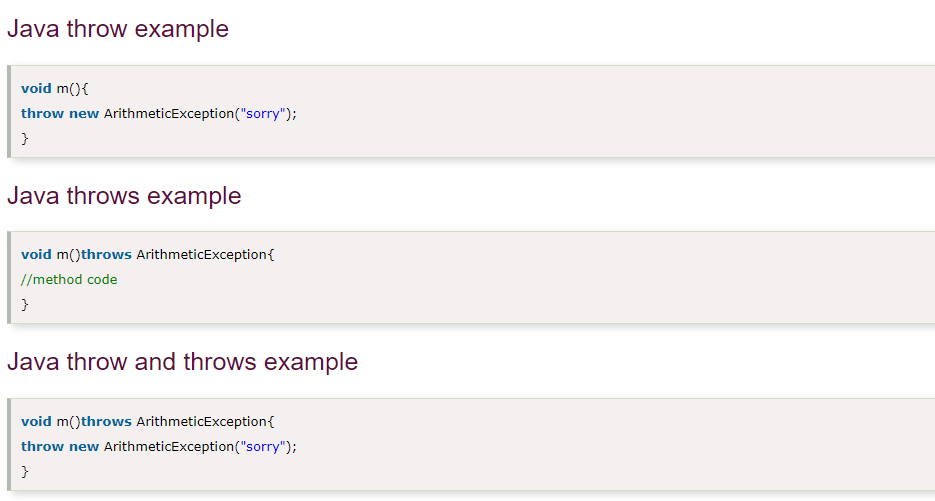 Java throw example
void m(){
throw new ArithmeticException("sorry");
}
Java throws example
void m()throws ArithmeticException{
//method code
}
Java throw and throws example
void m()throws ArithmeticException{
throw new ArithmeticException("sorry");
}